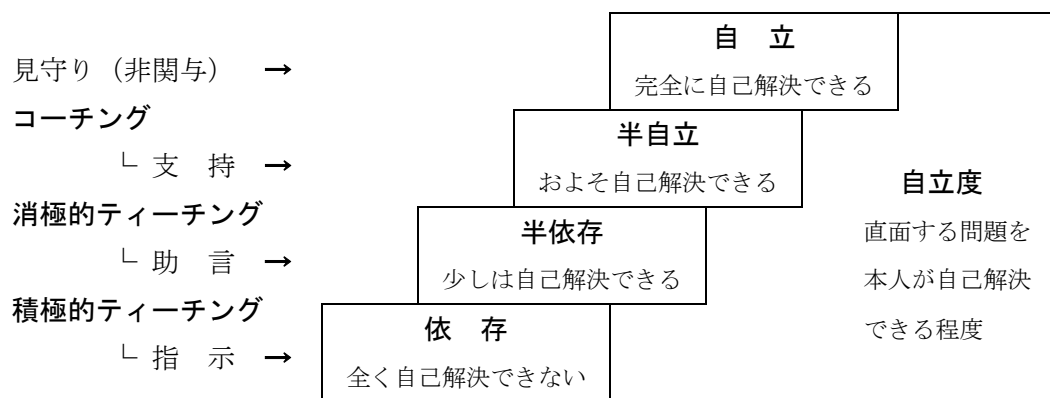 自　立
見守り（非関与）　→
完全に自己解決できる
コーチング
半自立
└ 支　持　→
およそ自己解決できる
自立度
消極的ティーチング
半依存
直面する問題を
└ 助　言　→
少しは自己解決できる
本人が自己解決
積極的ティーチング
依　存
できる程度
└ 指　示　→
全く自己解決できない